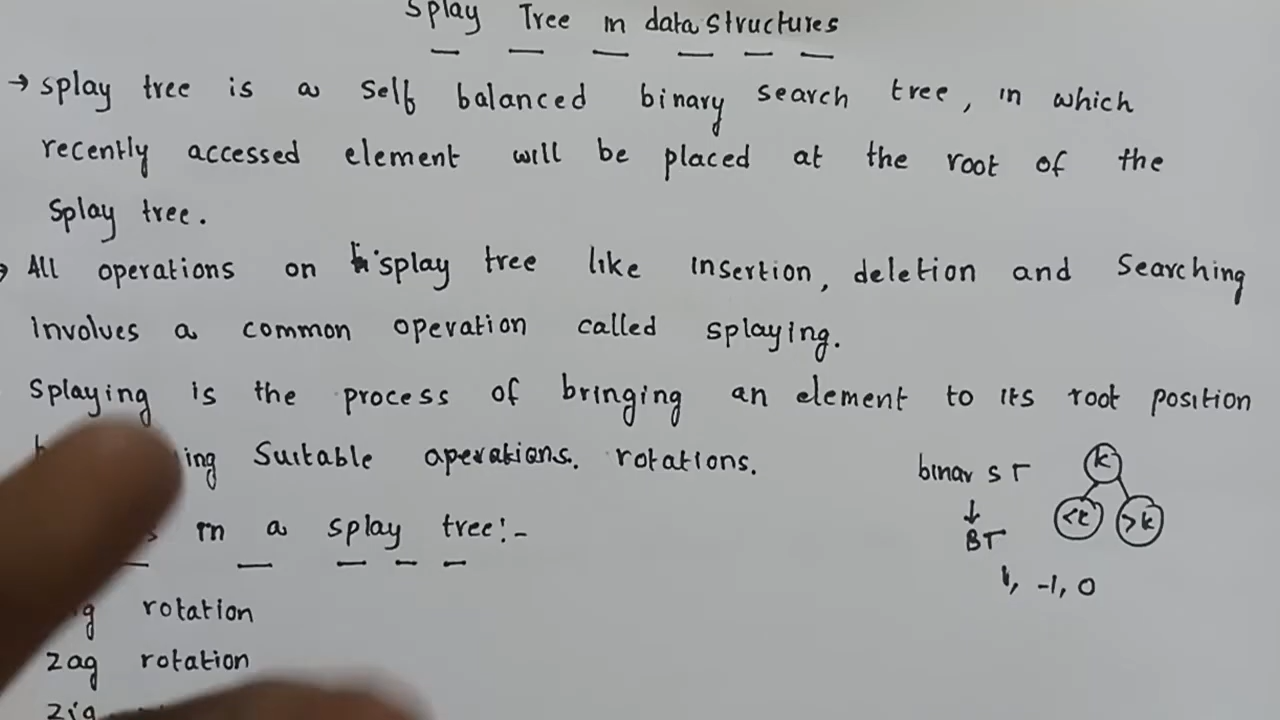 Splay Tree in data structures
→ splay tree is a self balanced binary search tree, in which
recently accessed element will be placed at the root of the
splay tree.
All operations on splay tree like insertion, deletion and searching
involves a common operation called splaying.
Splaying is the process of bringing an element to its root position
suitable operations. rotations.
in a splay tree:-
rotation
zag rotation
zig
binar S T
↓
BT
1, -1, 0
k
<k >k